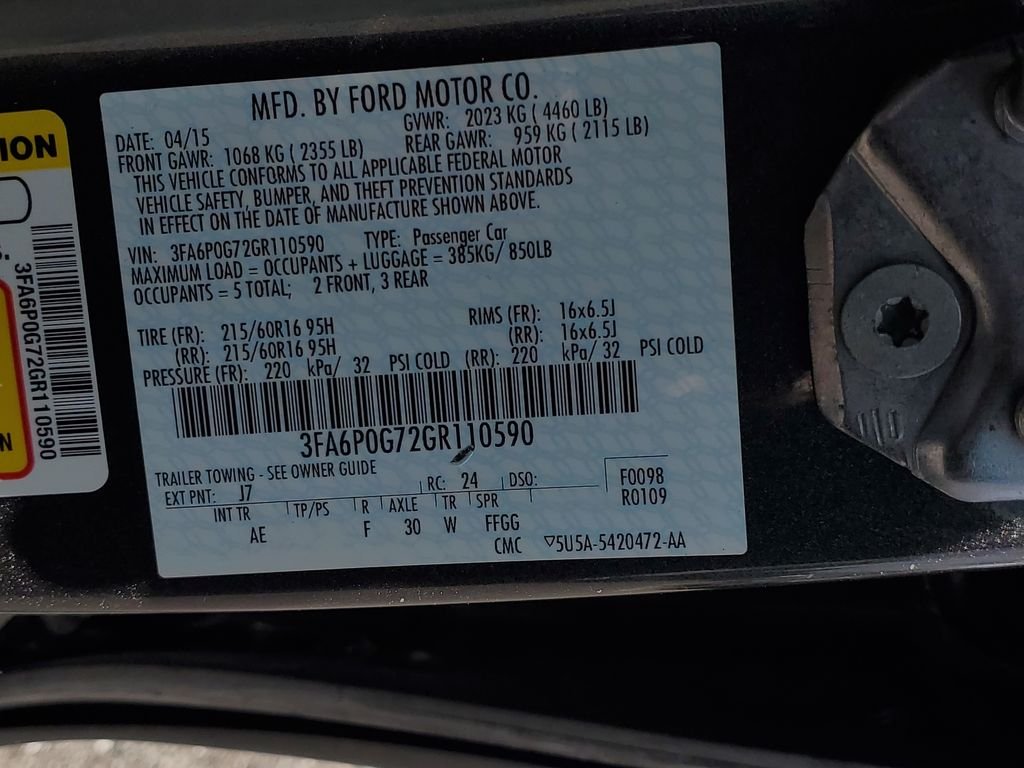 MFD. BY FORD MOTOR CO.
DATE: 04/15 GVWR: 2023 KG ( 4460 LB)
FRONT GAWR: 1068 KG ( 2355 LB) REAR GAWR: 959 KG ( 2115 LB)
THIS VEHICLE CONFORMS TO ALL APPLICABLE FEDERAL MOTOR
VEHICLE SAFETY, BUMPER, AND THEFT PREVENTION STANDARDS
IN EFFECT ON THE DATE OF MANUFACTURE SHOWN ABOVE.
VIN: 3FA6P0G72GR110590 TYPE: Passenger Car
MAXIMUM LOAD = OCCUPANTS + LUGGAGE = 385KG/ 850LB
OCCUPANTS = 5 TOTAL; 2 FRONT, 3 REAR
TIRE (FR): 215/60R16 95H RIMS (FR): 16x6.5J
(RR): 215/60R16 95H (RR): 16x6.5J
PRESSURE (FR): 220 kPa/ 32 PSI COLD (RR): 220 kPa/ 32 PSI COLD
3FA6P0G72GR110590
TRAILER TOWING - SEE OWNER GUIDE
EXT PNT: J7 RC: 24 DSO: F0098
INT TR TP/PS R AXLE TR SPR R0109
AE F 30 W FFGG
CMC ▽5U5A-5420472-AA
ION
3FA6P0G72GR110590
N